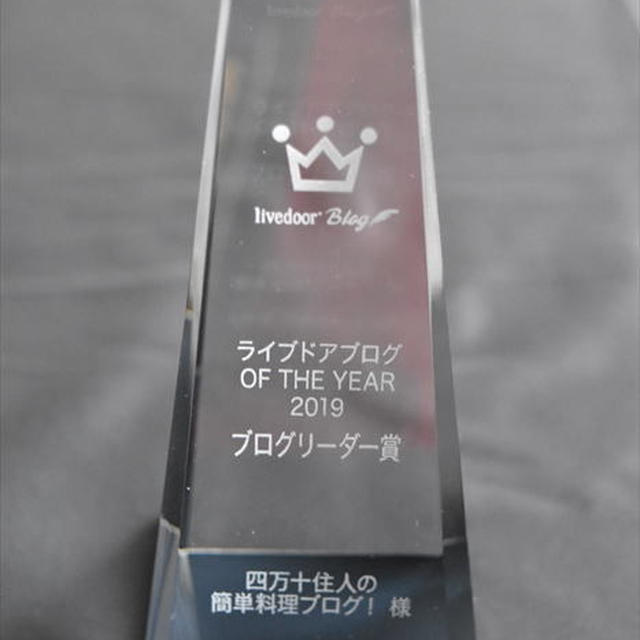 livedoor Blog
ライブドアブログ
OF THE YEAR
2019
ブログリーダー賞
四万十住人の
簡単料理ブログ! 様